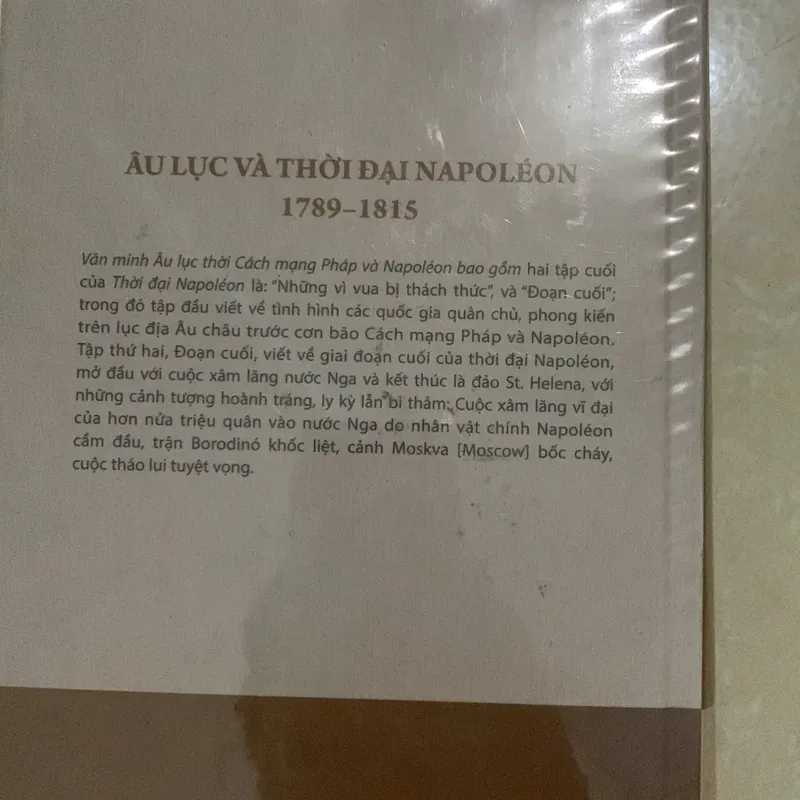 ÂU LỤC VÀ THỜI ĐẠI NAPOLÉON
1789–1815
Văn minh Âu lục thời Cách mạng Pháp và Napoléon bao gồm hai tập cuối
của Thời đại Napoléon là: “Những vì vua bị thách thức”, và “Đoạn cuối”;
trong đó tập đầu viết về tình hình các quốc gia quân chủ, phong kiến
trên lục địa Âu châu trước cơn bão Cách mạng Pháp và Napoléon.
Tập thứ hai, Đoạn cuối, viết về giai đoạn cuối của thời đại Napoléon,
mở đầu với cuộc xâm lăng nước Nga và kết thúc là đảo St. Helena, với
những cảnh tượng hoành tráng, ly kỳ lẫn bi thảm: Cuộc xâm lăng vĩ đại
của hơn nửa triệu quân vào nước Nga do nhân vật chính Napoléon
cầm đầu, trận Borodinó khốc liệt, cảnh Moskva [Moscow] bốc cháy,
cuộc tháo lui tuyệt vọng.